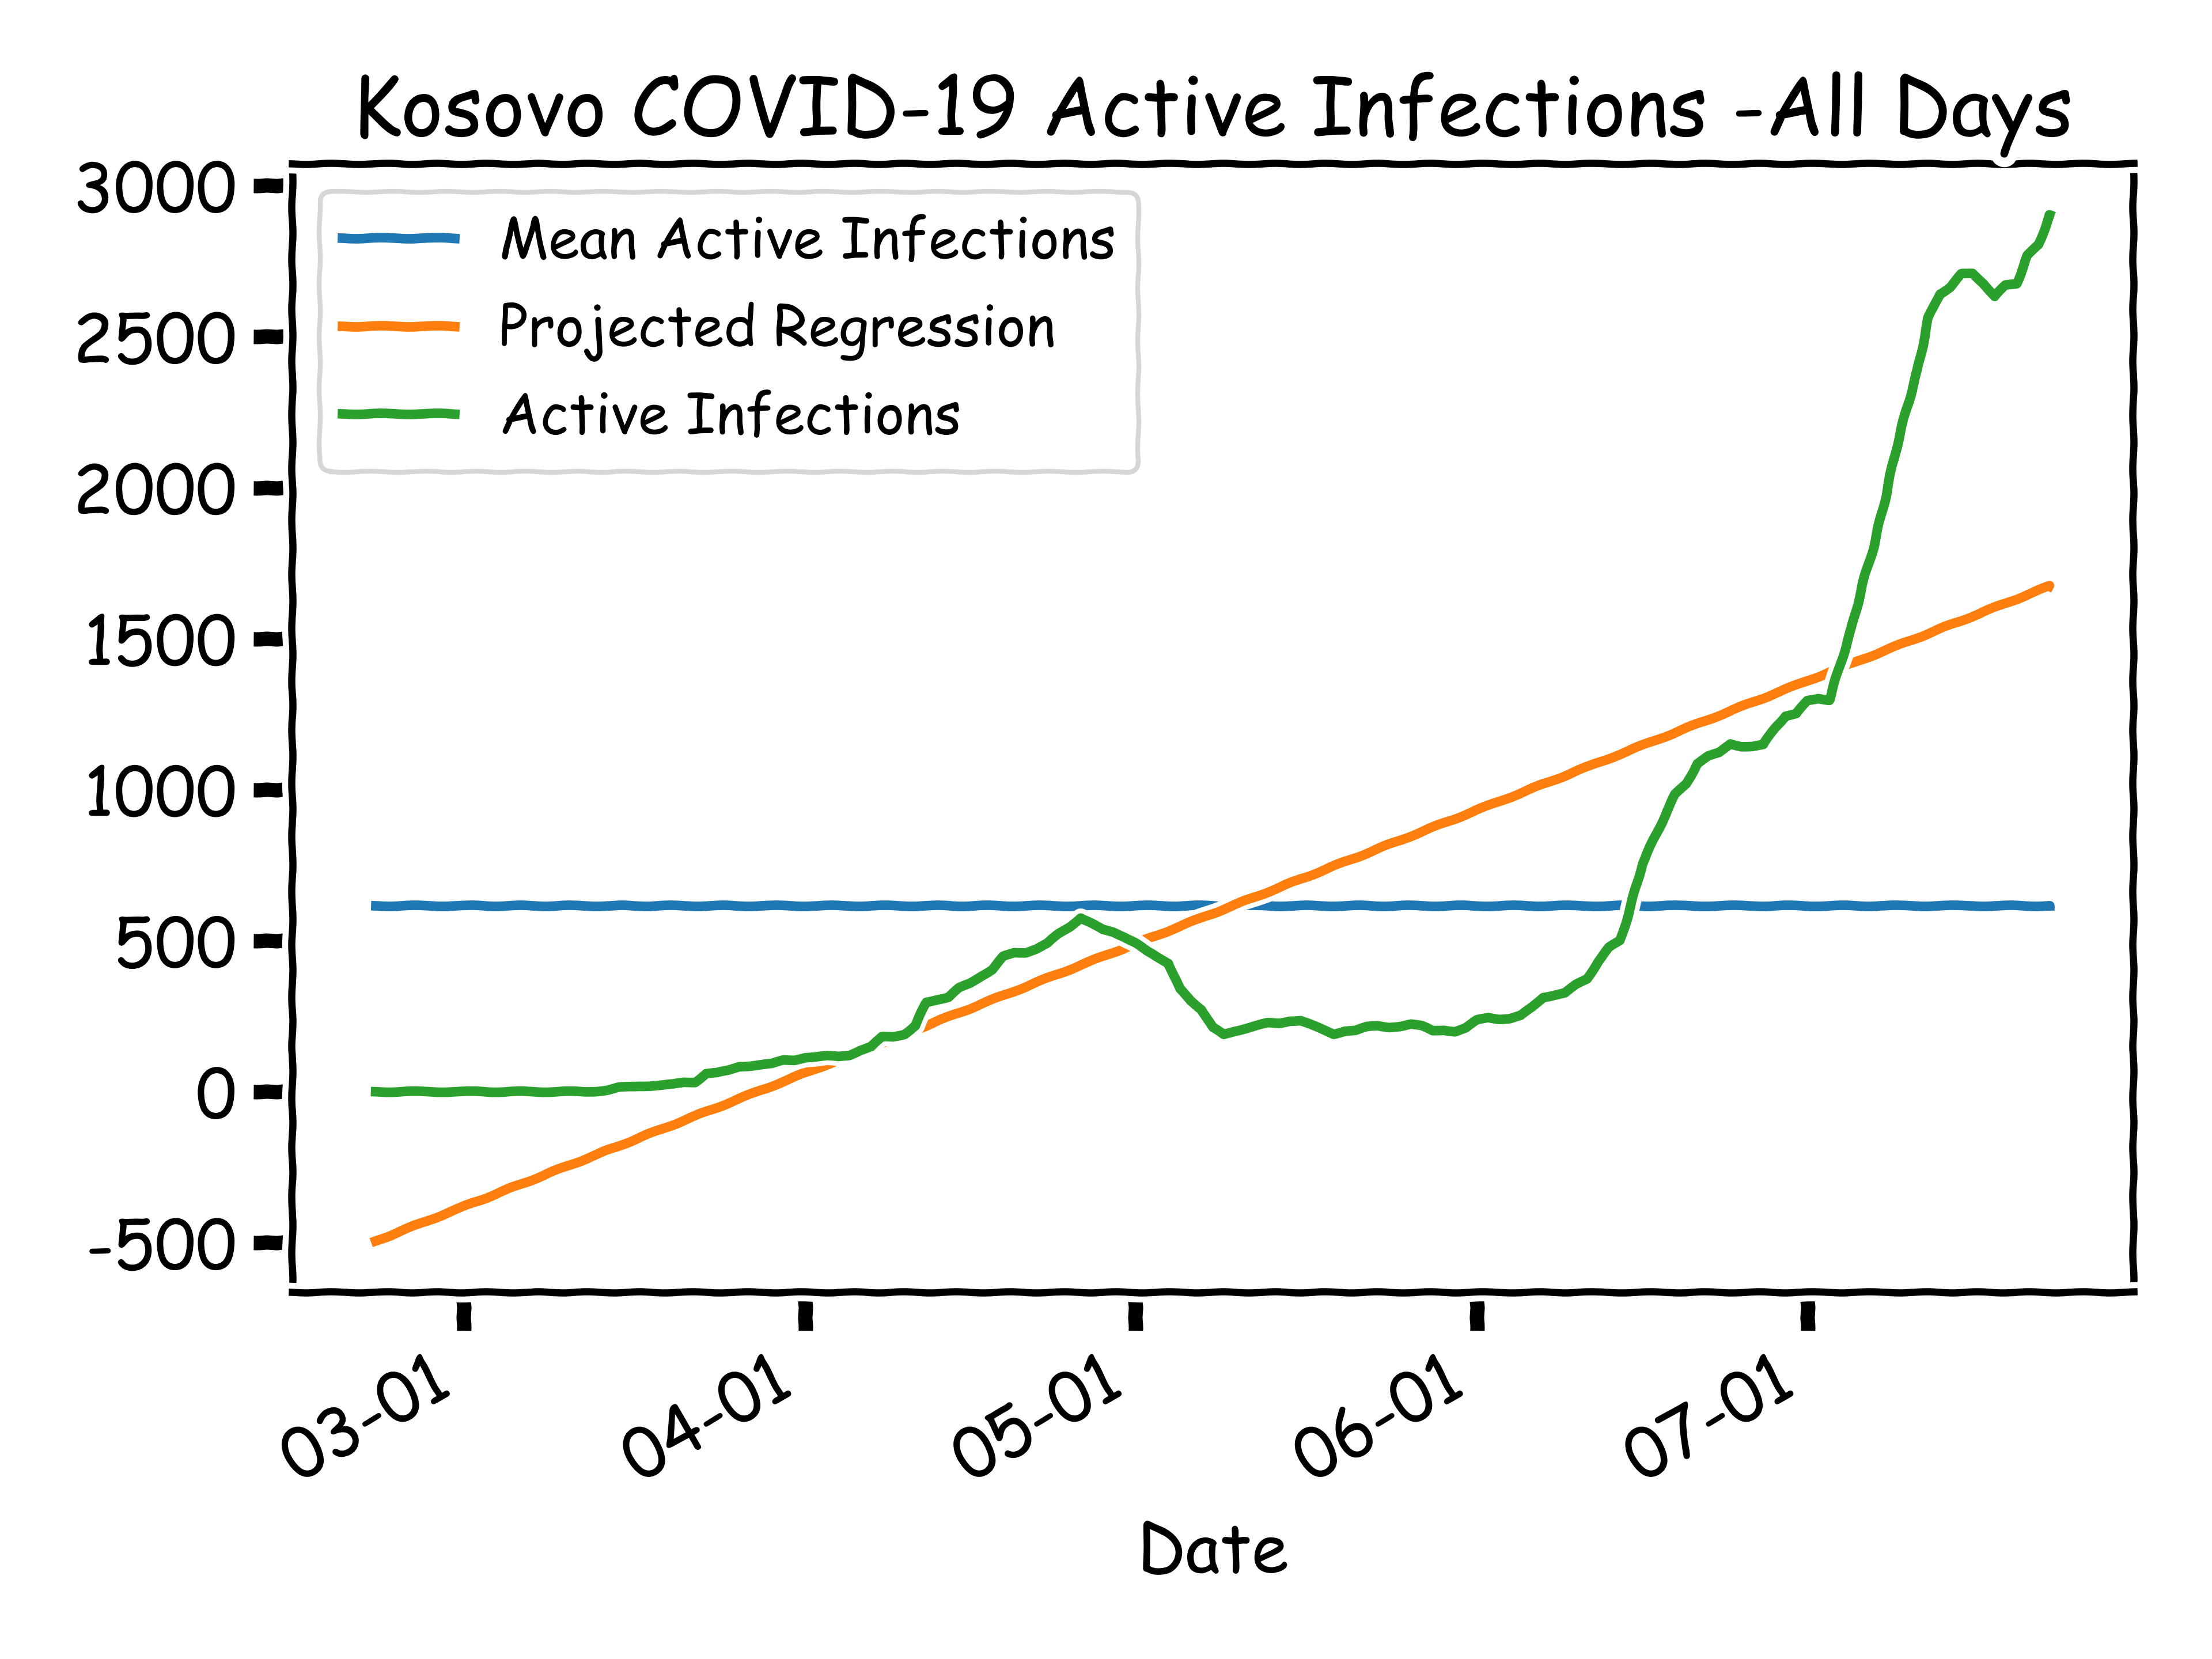 Kosovo COVID-19 Active Infections -All Days
3000
2500
2000
1500
1000
500
0
-500
Mean Active Infections
Projected Regression
Active Infections
03-01
04-01
05-01
06-01
07-01
Date